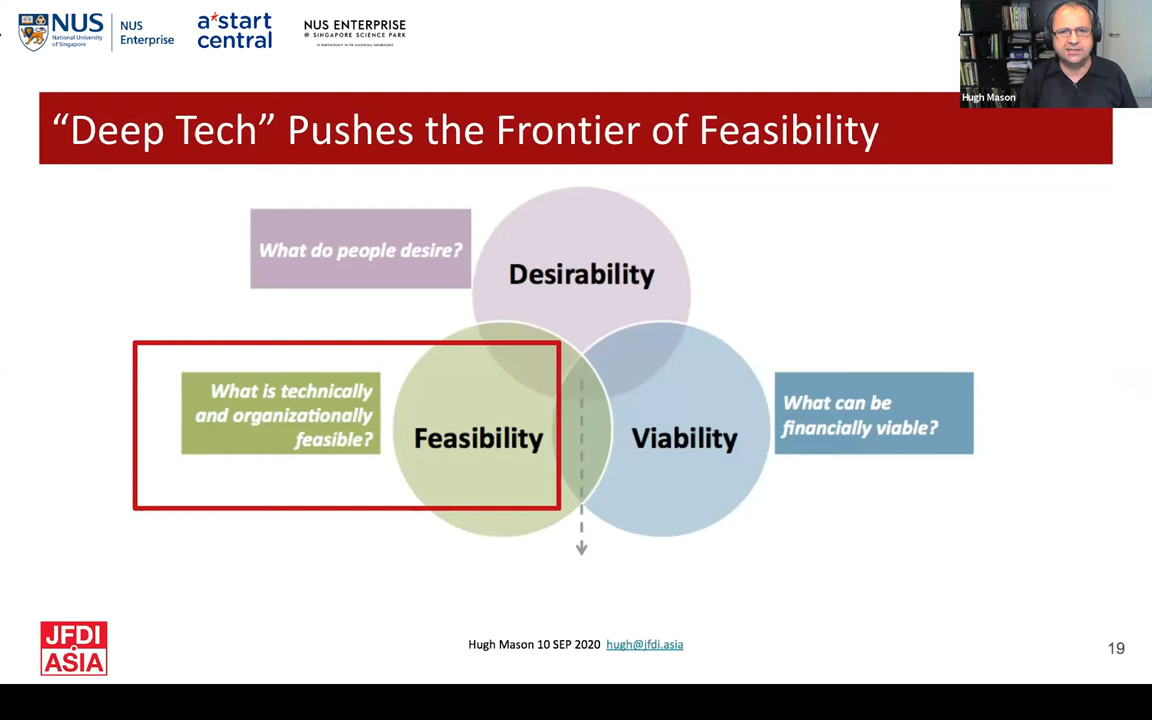 NUS
National University
of Singapore
NUS
Enterprise
a*start
central
NUS ENTERPRISE
@ SINGAPORE SCIENCE PARK
Hugh Mason
“Deep Tech” Pushes the Frontier of Feasibility
What do people desire?
Desirability
What is technically
and organizationally
feasible?
Feasibility
Viability
What can be
financially viable?
JFDI
ASIA
Hugh Mason 10 SEP 2020 hugh@jfdi.asia
19